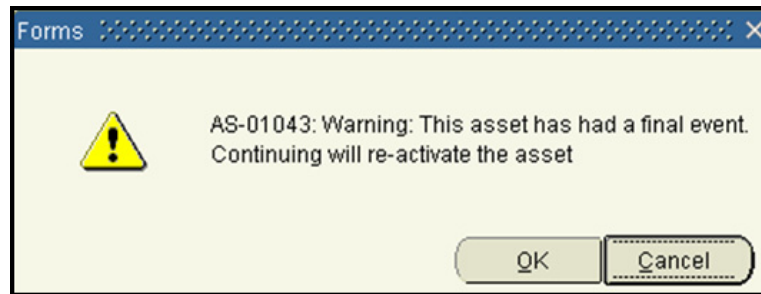 Forms
AS-01043: Warning: This asset has had a final event.
Continuing will re-activate the asset
OK
Cancel